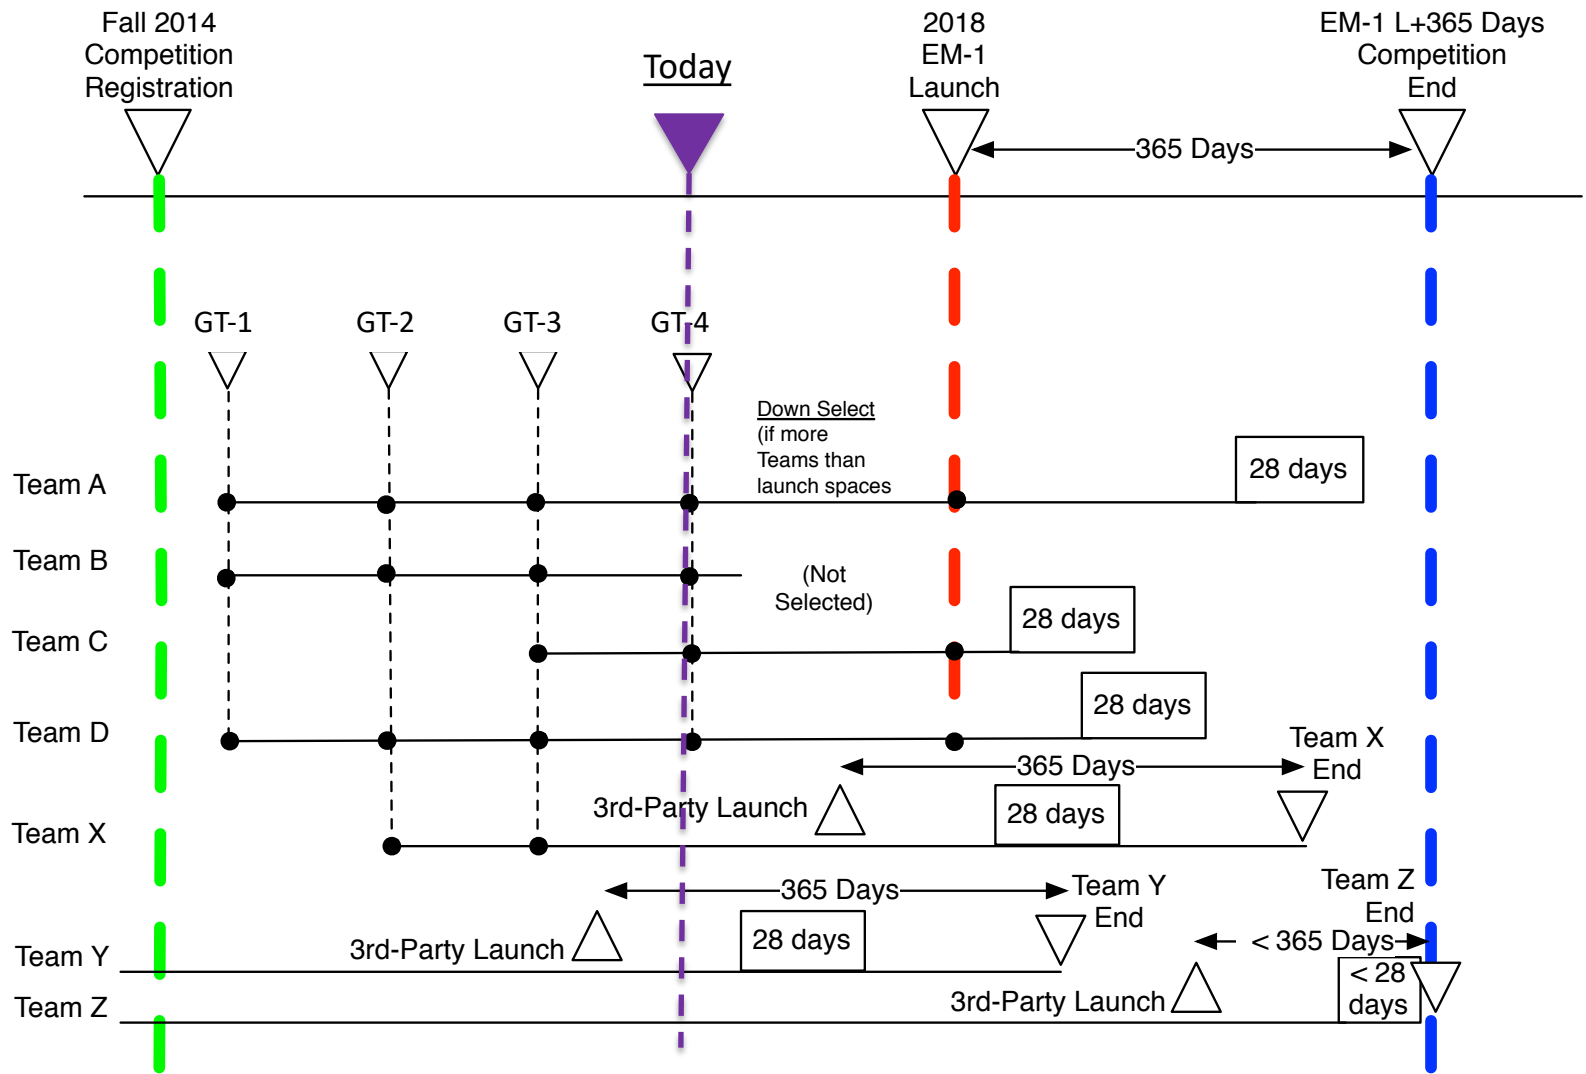 Fall 2014
Competition
Registration
Today
2018
EM-1
Launch
EM-1 L+365 Days
Competition
End
365 Days
GT-1
GT-2
GT-3
GT-4
Down Select
(if more
Teams than
launch spaces
Team A
28 days
Team B
(Not
Selected)
Team C
28 days
Team D
28 days
Team X
End
365 Days
3rd-Party Launch
28 days
Team X
365 Days
Team Y
End
Team Z
End
3rd-Party Launch
28 days
< 365 Days
Team Y
3rd-Party Launch
< 28
days
Team Z